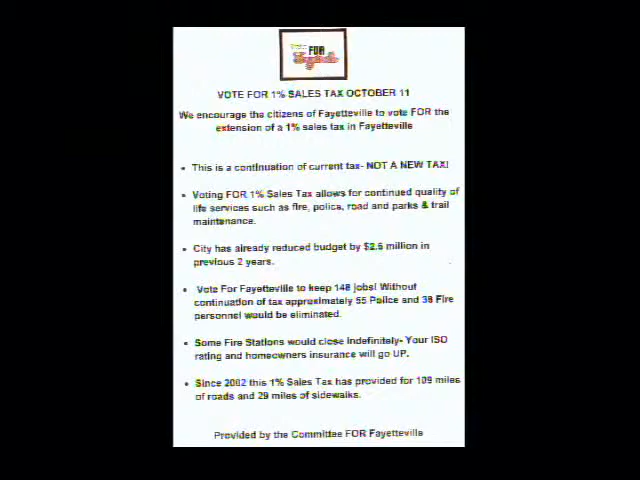 FOR
VOTE FOR 1% SALES TAX OCTOBER 11
We encourage the citizens of Fayetteville to vote FOR the
extension of a 1% sales tax in Fayetteville
• This is a continuation of current tax- NOT A NEW TAX!
• Voting FOR 1% Sales Tax allows for continued quality of
life services such as fire, police, road and parks & trail
maintenance.
• City has already reduced budget by $2.6 million in
previous 2 years.
• Vote For Fayetteville to keep 148 jobs! Without
continuation of tax approximately 55 Police and 38 Fire
personnel would be eliminated.
• Some Fire Stations would close indefinitely- Your ISO
rating and homeowners insurance will go UP.
• Since 2002 this 1% Sales Tax has provided for 109 miles
of roads and 29 miles of sidewalks.
Provided by the Committee FOR Fayetteville